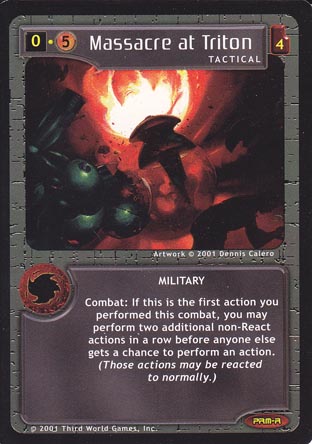 0 • 5 Massacre at Triton 4
TACTICAL
Artwork © 2001 Dennis Calero
MILITARY
Combat: If this is the first action you
performed this combat, you may
perform two additional non-React
actions in a row before anyone else
gets a chance to perform an action.
(Those actions may be reacted
to normally.)
© 2001 Third World Games, Inc.
PRM-R